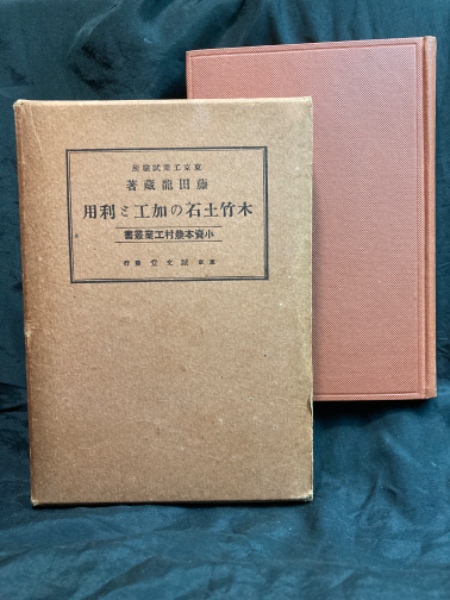 東京工業試驗所
藤田龍藏著
木竹土石の加工と利用
小資本農村工業叢書
東京 誠文堂 發行